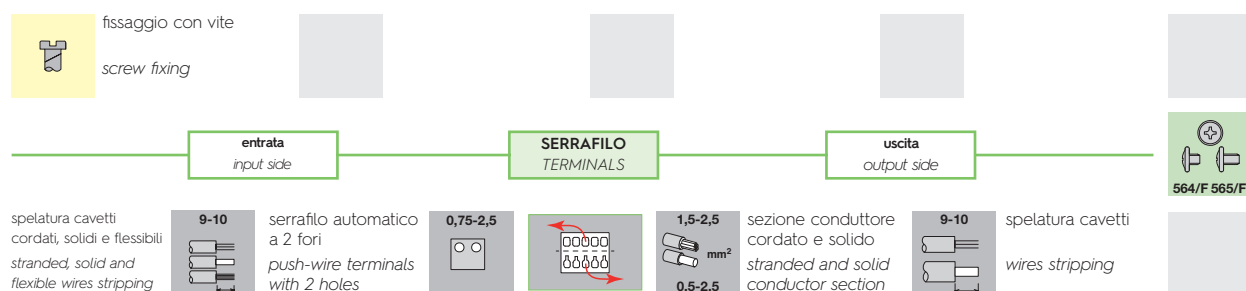 fissaggio con vite
screw fixing
entrata
input side
SERRAFILO
TERMINALS
uscita
output side
564/F 565/F
spelatura cavetti
cordati, solidi e flessibili
stranded, solid and
flexible wires stripping
9-10
serrafilo automatico
a 2 fori
push-wire terminals
with 2 holes
0,75-2,5
1,5-2,5
mm²
0.5-2.5
sezione conduttore
cordato e solido
stranded and solid
conductor section
9-10
spelatura cavetti
wires stripping